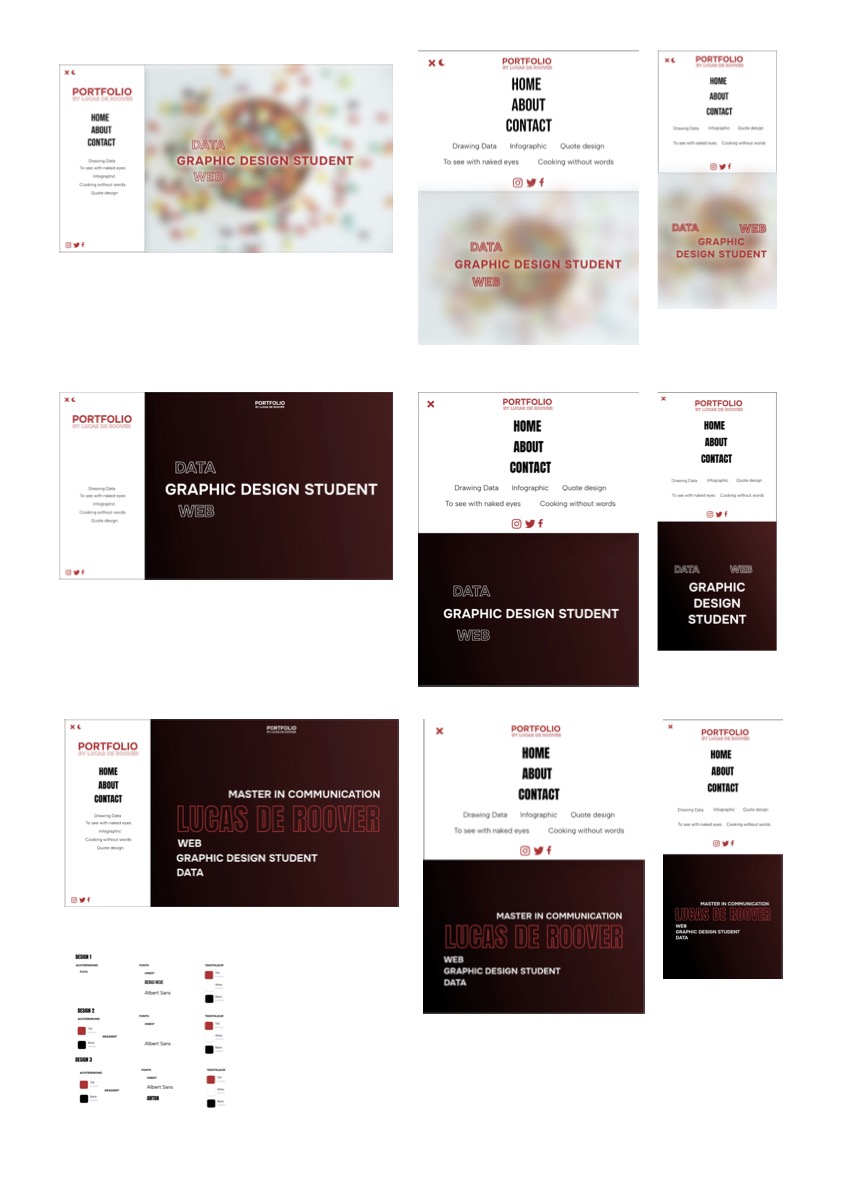 PORTFOLIO
BY LUCAS DE ROOVER
HOME
ABOUT
CONTACT
Drawing Data
To see with naked eyes
Infographic
Cooking without words
Quote design
DATA
GRAPHIC DESIGN STUDENT
WEB
PORTFOLIO
BY LUCAS DE ROOVER
HOME
ABOUT
CONTACT
Drawing Data Infographic Quote design
To see with naked eyes Cooking without words
DATA
GRAPHIC DESIGN STUDENT
WEB
PORTFOLIO
BY LUCAS DE ROOVER
HOME
ABOUT
CONTACT
Drawing Data Infographic Quote design
To see with naked eyes Cooking without words
DATA WEB
GRAPHIC
DESIGN STUDENT
PORTFOLIO
BY LUCAS DE ROOVER
Drawing Data
To see with naked eyes
Infographic
Cooking without words
Quote design
PORTFOLIO
BY LUCAS DE ROOVER
DATA
GRAPHIC DESIGN STUDENT
WEB
PORTFOLIO
BY LUCAS DE ROOVER
HOME
ABOUT
CONTACT
Drawing Data Infographic Quote design
To see with naked eyes Cooking without words
DATA
GRAPHIC DESIGN STUDENT
WEB
PORTFOLIO
BY LUCAS DE ROOVER
HOME
ABOUT
CONTACT
Drawing Data Infographic Quote design
To see with naked eyes Cooking without words
DATA WEB
GRAPHIC
DESIGN
STUDENT
PORTFOLIO
BY LUCAS DE ROOVER
HOME
ABOUT
CONTACT
Drawing Data
To see with naked eyes
Infographic
Cooking without words
Quote design
PORTFOLIO
BY LUCAS DE ROOVER
MASTER IN COMMUNICATION
LUCAS DE ROOVER
WEB
GRAPHIC DESIGN STUDENT
DATA
PORTFOLIO
BY LUCAS DE ROOVER
HOME
ABOUT
CONTACT
Drawing Data Infographic Quote design
To see with naked eyes Cooking without words
MASTER IN COMMUNICATION
LUCAS DE ROOVER
WEB
GRAPHIC DESIGN STUDENT
DATA
PORTFOLIO
BY LUCAS DE ROOVER
HOME
ABOUT
CONTACT
Drawing Data Infographic Quote design
To see with naked eyes Cooking without words
MASTER IN COMMUNICATION
LUCAS DE ROOVER
WEB
GRAPHIC DESIGN STUDENT
DATA
DESIGN 1
ACHTERGROND FONTS TEKSTKLEUR
FOTO
BEBAS NEUE
Albert Sans
White
Black
DESIGN 2
ACHTERGROND FONTS TEKSTKLEUR
GRADIENT
Black
Albert Sans
White
Black
DESIGN 3
ACHTERGROND FONTS TEKSTKLEUR
Albert Sans
GRADIENT
Black
ANTON
White
Black